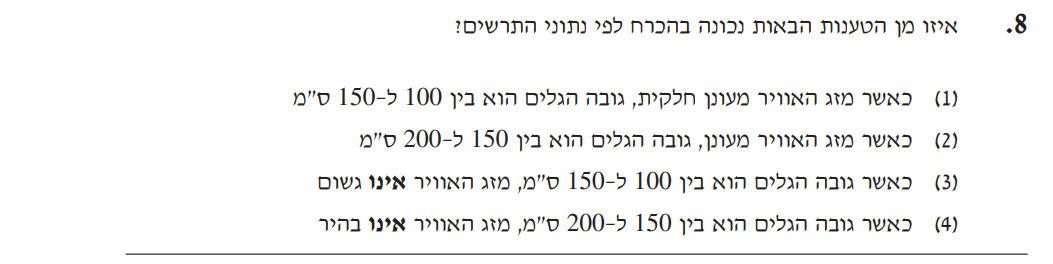 8. איזו מן הטענות הבאות נכונה בהכרח לפי נתוני התרשים?
(1) כאשר מזג האוויר מעונן חלקית, גובה הגלים הוא בין 100 ל-150 ס"מ
(2) כאשר מזג האוויר מעונן, גובה הגלים הוא בין 150 ל-200 ס"מ
(3) כאשר גובה הגלים הוא בין 100 ל-150 ס"מ, מזג האוויר אינו גשום
(4) כאשר גובה הגלים הוא בין 150 ל-200 ס"מ, מזג האוויר אינו בהיר